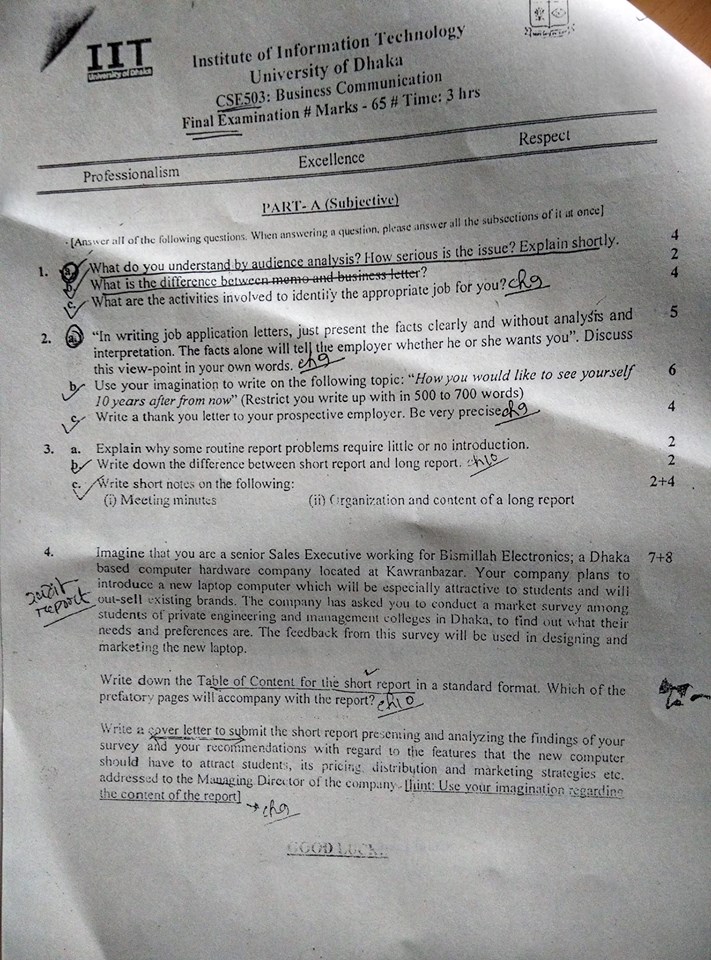 IIT
University of Dhaka
Institute of Information Technology
University of Dhaka
CSE503: Business Communication
Final Examination # Marks - 65 # Time: 3 hrs
Professionalism Excellence Respect
PART- A (Subjective)
[Answer all of the following questions. When answering a question, please answer all the subsections of it at once]
1. a. What do you understand by audience analysis? How serious is the issue? Explain shortly. 4
b. What is the difference between memo and business letter? 2
c. What are the activities involved to identify the appropriate job for you? ch9 4
2. a. “In writing job application letters, just present the facts clearly and without analysis and 5
interpretation. The facts alone will tell the employer whether he or she wants you”. Discuss
this view-point in your own words. ch9
b. Use your imagination to write on the following topic: “How you would like to see yourself 6
10 years after from now” (Restrict you write up with in 500 to 700 words)
c. Write a thank you letter to your prospective employer. Be very precise. ch9 4
3. a. Explain why some routine report problems require little or no introduction. 2
b. Write down the difference between short report and long report. ch10 2
c. Write short notes on the following: 2+4
(i) Meeting minutes (ii) Organization and content of a long report
4. Imagine that you are a senior Sales Executive working for Bismillah Electronics; a Dhaka 7+8
based computer hardware company located at Kawranbazar. Your company plans to
introduce a new laptop computer which will be especially attractive to students and will
out-sell existing brands. The company has asked you to conduct a market survey among
students of private engineering and management colleges in Dhaka, to find out what their
needs and preferences are. The feedback from this survey will be used in designing and
marketing the new laptop.
report
Write down the Table of Content for the short report in a standard format. Which of the
prefatory pages will accompany with the report? ch10
Write a cover letter to submit the short report presenting and analyzing the findings of your
survey and your recommendations with regard to the features that the new computer
should have to attract students, its pricing, distribution and marketing strategies etc.
addressed to the Managing Director of the company. [hint: Use your imagination regarding
the content of the report]
ch9
GOOD LUCK!